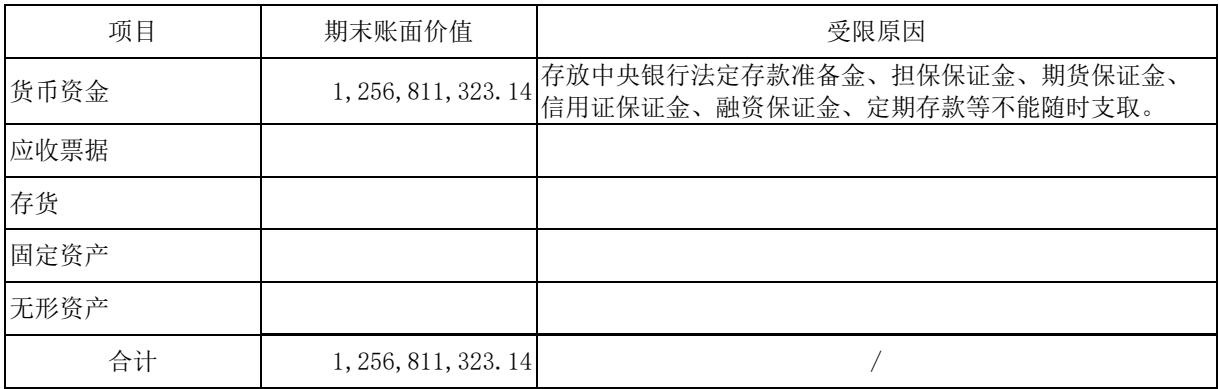 项目 期末账面价值 受限原因
货币资金 1,256,811,323.14 存放中央银行法定存款准备金、担保保证金、期货保证金、
信用证保证金、融资保证金、定期存款等不能随时支取。
应收票据
存货
固定资产
无形资产
合计 1,256,811,323.14 /